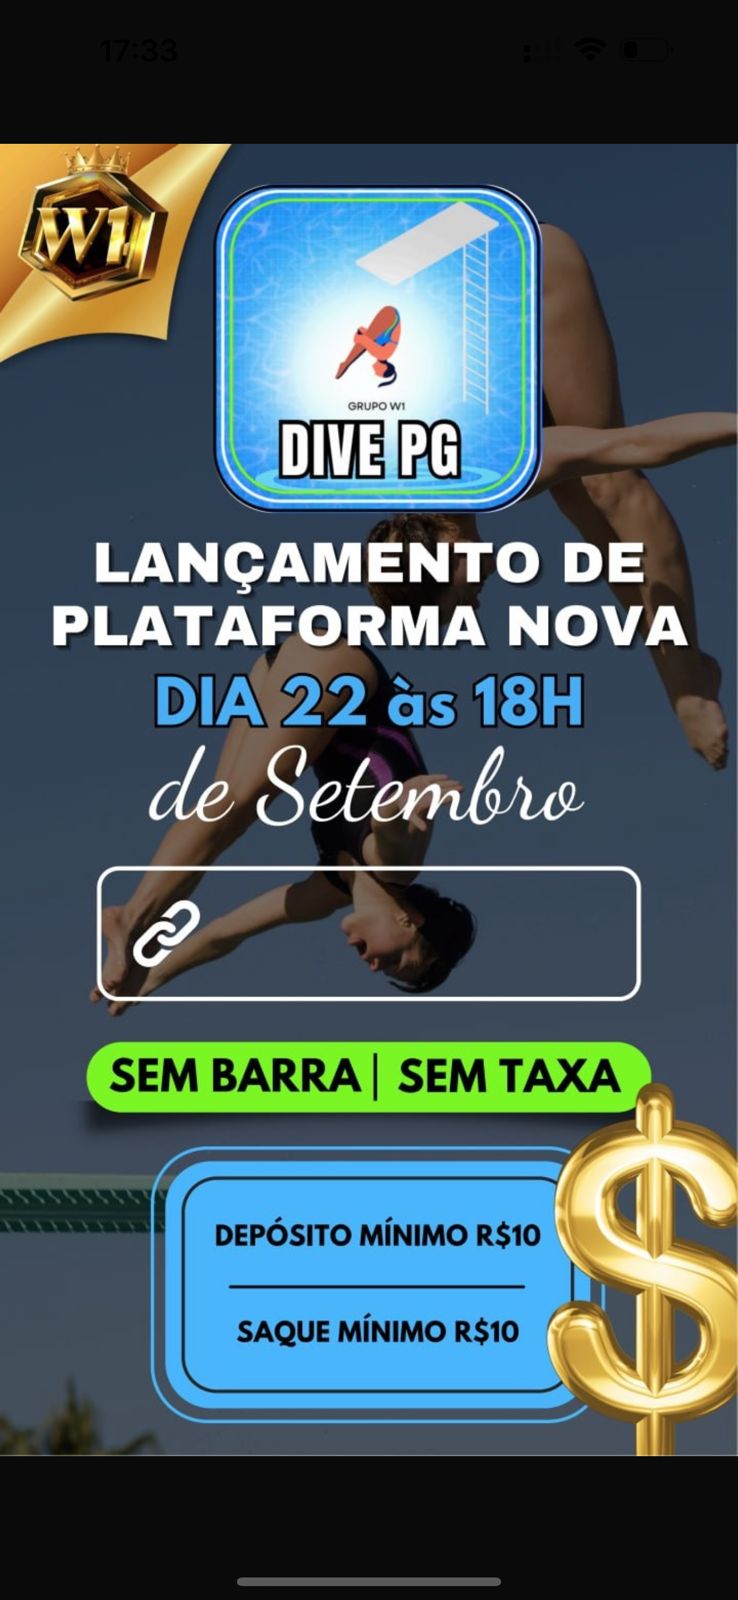 17:33
W1
GRUPO W1
DIVE PG
LANÇAMENTO DE
PLATAFORMA NOVA
DIA 22 às 18H
de Setembro
SEM BARRA | SEM TAXA
DEPÓSITO MÍNIMO R$10
SAQUE MÍNIMO R$10
$